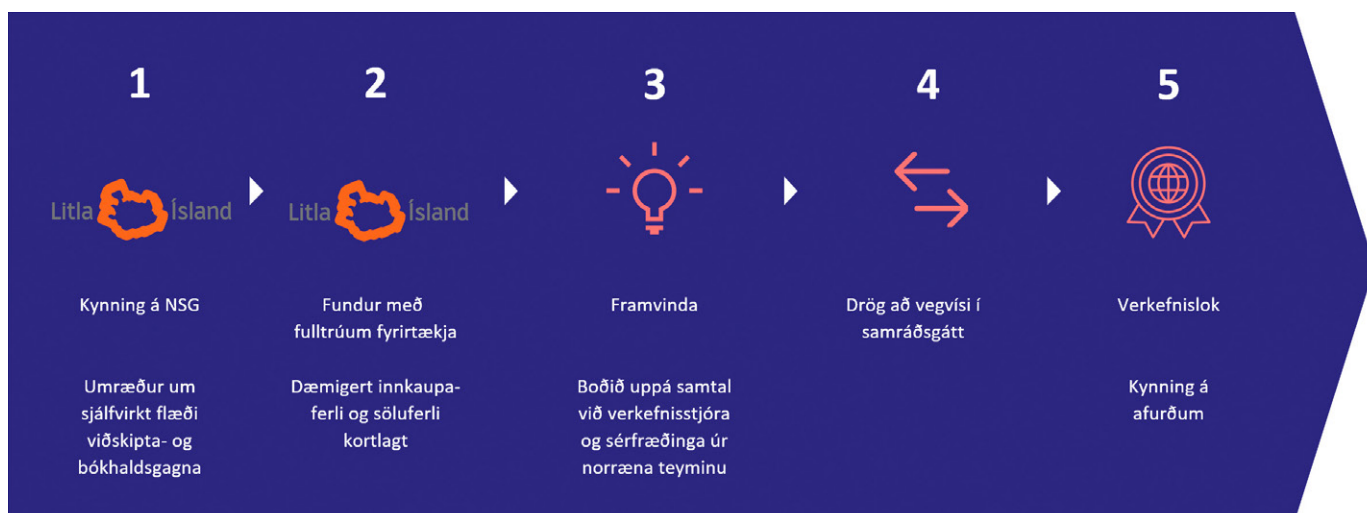 1
Litla Ísland
Kynning á NSG
Umræður um
sjálfvirkt flæði
viðskipta- og
bókhaldsgagna
2
Litla Ísland
Fundur með
fulltrúum fyrirtækja
Dæmigert innkaupa-
ferli og söluferli
kortlagt
3
Framvinda
Boðið uppá samtal
við verkefnisstjóra
og sérfræðinga úr
norræna teyminu
4
Drög að vegvísi í
samráðsgátt
5
Verkefnislok
Kynning á
afurðum